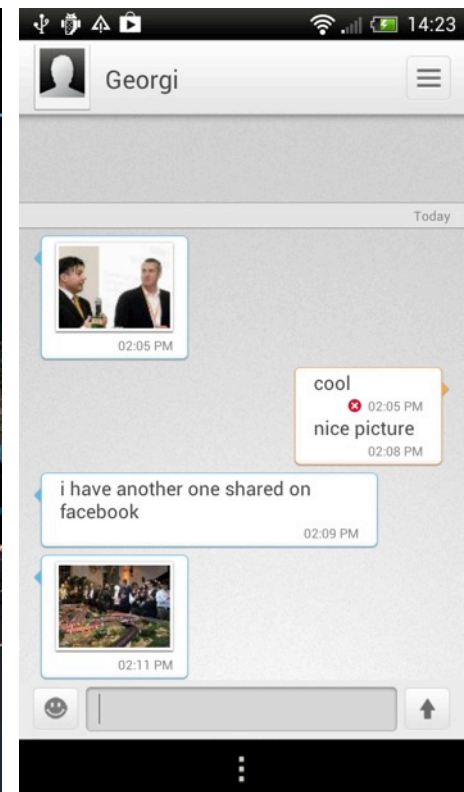 14:23
Georgi
Today
02:05 PM
cool
02:05 PM
nice picture
02:08 PM
i have another one shared on
facebook
02:09 PM
02:11 PM